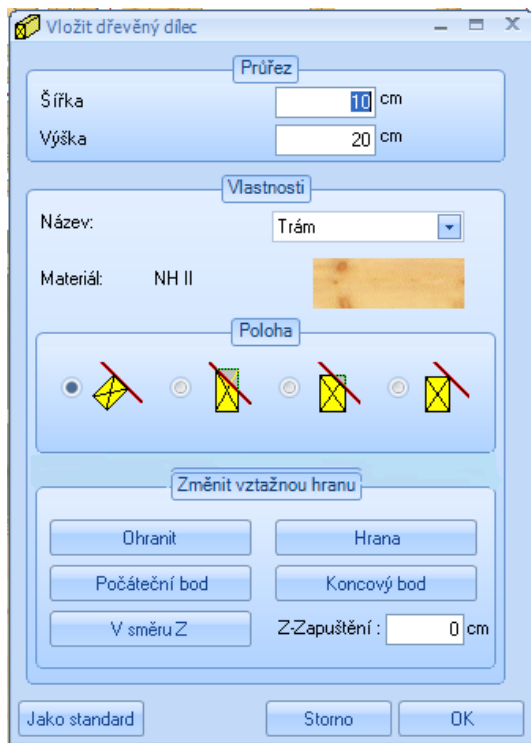 Vložit dřevěný dílec
Průřez
Šířka 10 cm
Výška 20 cm
Vlastnosti
Název: Trám
Materiál: NH II
Poloha
Změnit vztažnou hranu
Ohranit Hrana
Počáteční bod Koncový bod
V směru Z Z-Zapuštění : 0 cm
Jako standard Storno OK